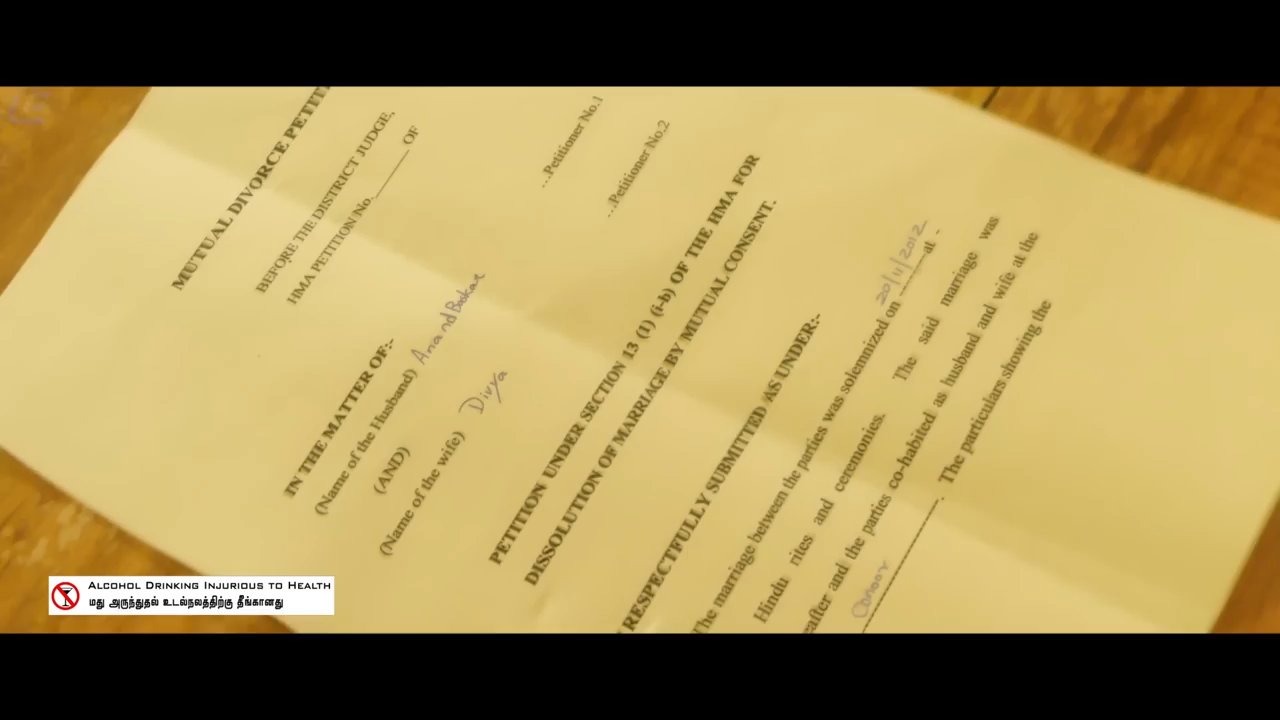 MUTUAL DIVORCE PETITI
BEFORE THE DISTRICT JUDGE,
HMA PETITION No. ______ OF
IN THE MATTER OF:-
(Name of the Husband) Anand Baskar
...Petitioner No.1
(AND)
(Name of the wife) Divya
...Petitioner No.2
PETITION UNDER SECTION 13 (1) (i-b) OF THE HMA FOR
DISSOLUTION OF MARRIAGE BY MUTUAL CONSENT.
RESPECTFULLY SUBMITTED AS UNDER:-
The marriage between the parties was solemnized on 20/11/2012 at -
Hindu rites and ceremonies. The said marriage was
eafter and the parties co-habited as husband and wife at the
Conoor. The particulars showing the
ALCOHOL DRINKING INJURIOUS TO HEALTH
மது அருந்துதல் உடல்நலத்திற்கு தீங்கானது